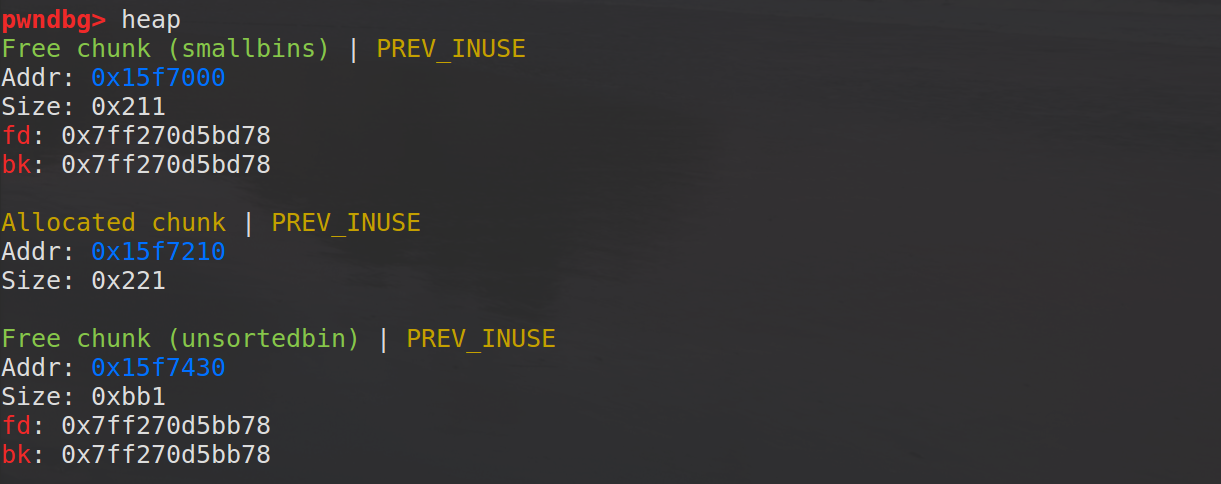 pwndbg> heap
Free chunk (smallbins) | PREV_INUSE
Addr: 0x15f7000
Size: 0x211
fd: 0x7ff270d5bd78
bk: 0x7ff270d5bd78
Allocated chunk | PREV_INUSE
Addr: 0x15f7210
Size: 0x221
Free chunk (unsortedbin) | PREV_INUSE
Addr: 0x15f7430
Size: 0xbb1
fd: 0x7ff270d5bb78
bk: 0x7ff270d5bb78